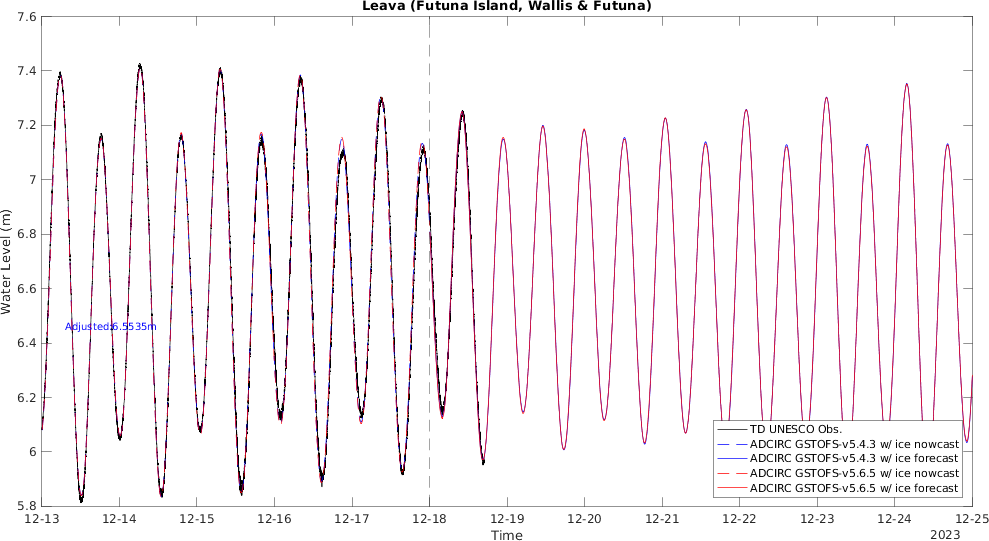 Leava (Futuna Island, Wallis & Futuna)
7.6
7.4
7.2
7
6.8
6.6
6.4
6.2
6
5.8
Water Level (m)
Adjusted:6.5535m
TD UNESCO Obs.
ADCIRC GSTOFS-v5.4.3 w/ ice nowcast
ADCIRC GSTOFS-v5.4.3 w/ ice forecast
ADCIRC GSTOFS-v5.6.5 w/ ice nowcast
ADCIRC GSTOFS-v5.6.5 w/ ice forecast
12-13 12-14 12-15 12-16 12-17 12-18 12-19 12-20 12-21 12-22 12-23 12-24 12-25
Time
2023